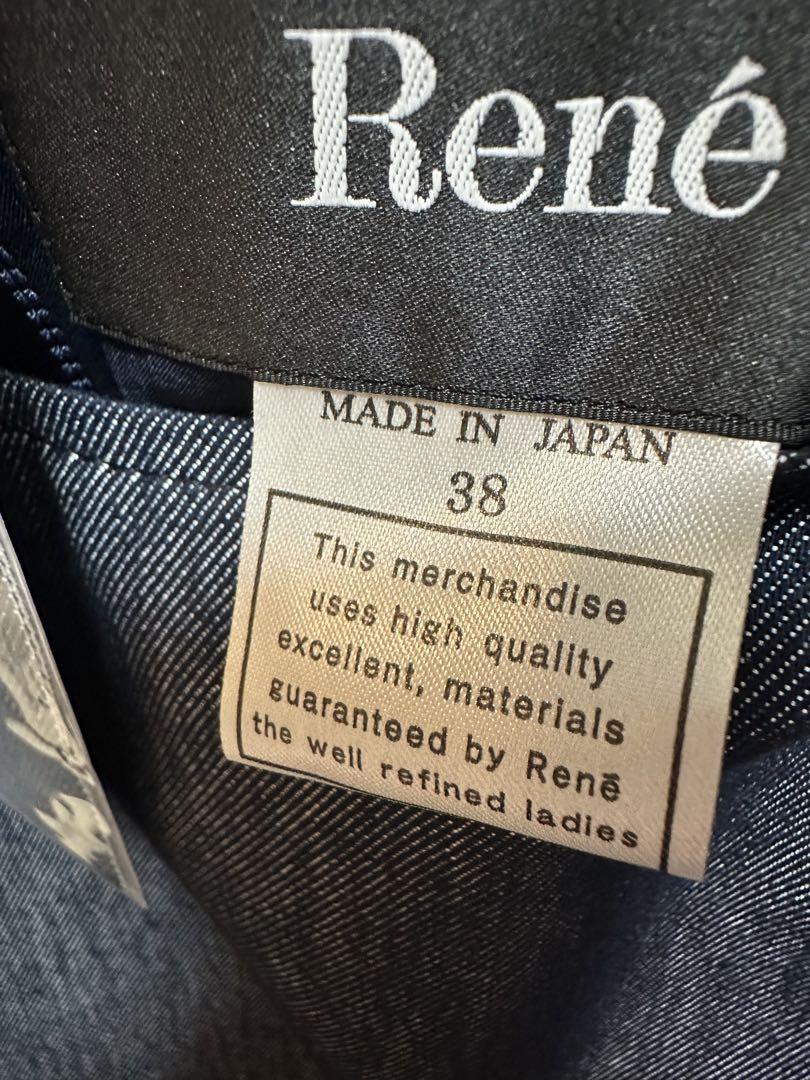 René
MADE IN JAPAN
38
This merchandise
uses high quality
excellent, materials
guaranteed by Renē
the well refined ladies